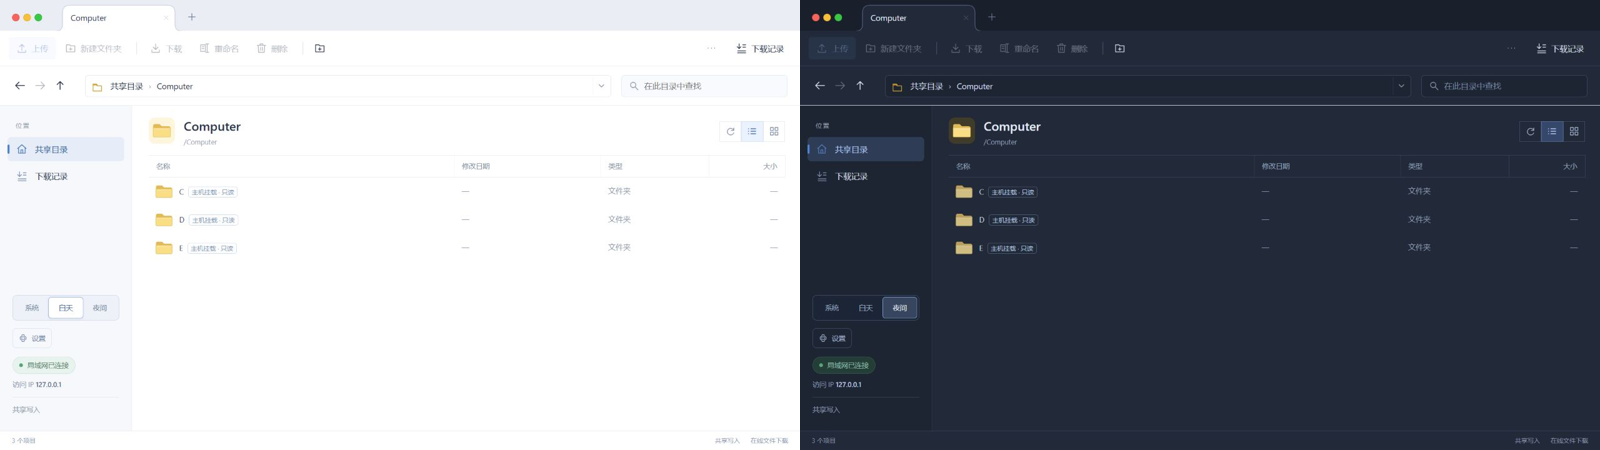 Computer
上传 新建文件夹 下载 重命名 删除 下载记录
共享目录 › Computer 在此目录中查找
位置
共享目录
下载记录
Computer
/Computer
名称 修改日期 类型 大小
C 主机挂载 · 只读 — 文件夹 —
D 主机挂载 · 只读 — 文件夹 —
E 主机挂载 · 只读 — 文件夹 —
系统 白天 夜间
设置
局域网已连接
访问 IP 127.0.0.1
共享写入
3 个项目 共享写入 在线文件下载
Computer
上传 新建文件夹 下载 重命名 删除 下载记录
共享目录 › Computer 在此目录中查找
位置
共享目录
下载记录
Computer
/Computer
名称 修改日期 类型 大小
C 主机挂载 · 只读 — 文件夹 —
D 主机挂载 · 只读 — 文件夹 —
E 主机挂载 · 只读 — 文件夹 —
系统 白天 夜间
设置
局域网已连接
访问 IP 127.0.0.1
共享写入
3 个项目 共享写入 在线文件下载